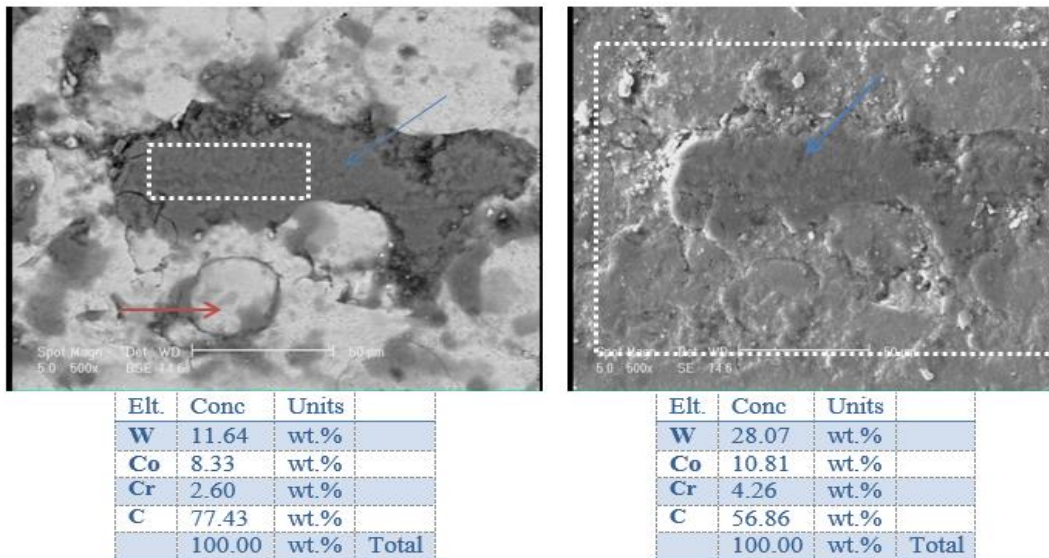 Spot Magn Det WD 50 μm
5.0 500x BSE 14.6
Spot Magn Det WD 50 μm
5.0 500x SE 14.6
Elt. Conc Units
W 11.64 wt.%
Co 8.33 wt.%
Cr 2.60 wt.%
C 77.43 wt.%
100.00 wt.% Total
Elt. Conc Units
W 28.07 wt.%
Co 10.81 wt.%
Cr 4.26 wt.%
C 56.86 wt.%
100.00 wt.% Total